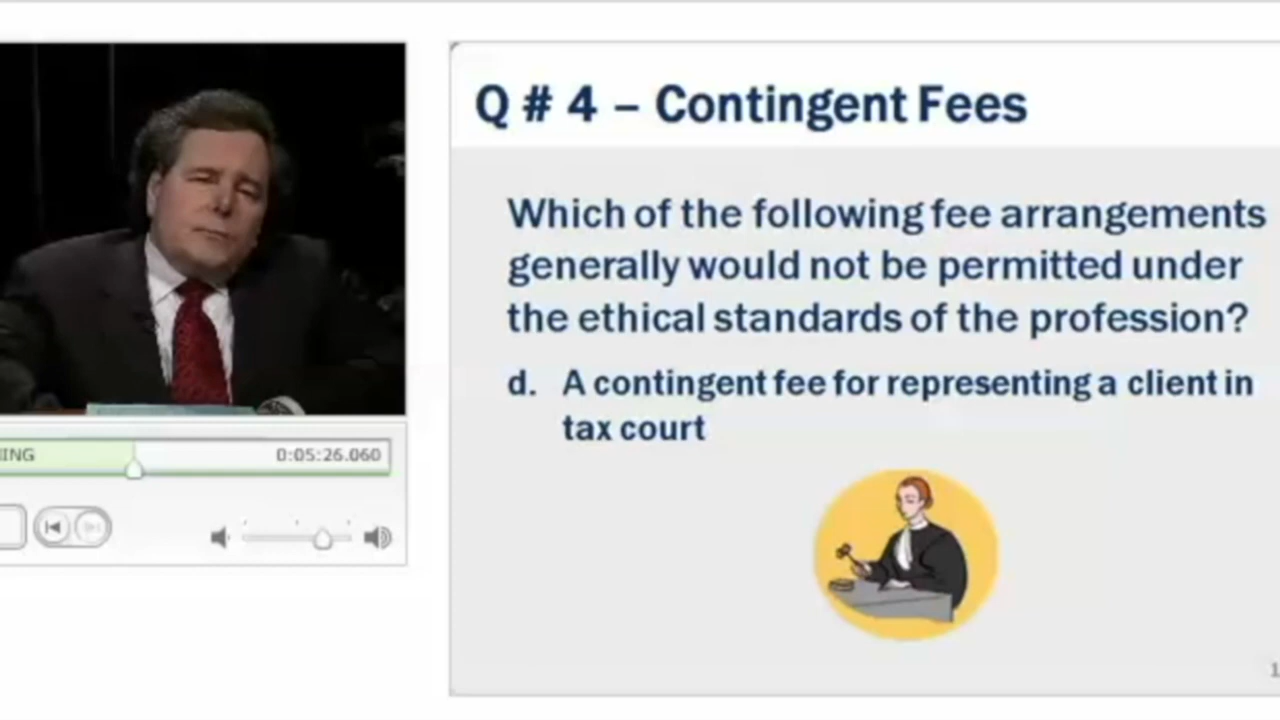 Q # 4 – Contingent Fees
Which of the following fee arrangements
generally would not be permitted under
the ethical standards of the profession?
d. A contingent fee for representing a client in
tax court
0:05:26.060